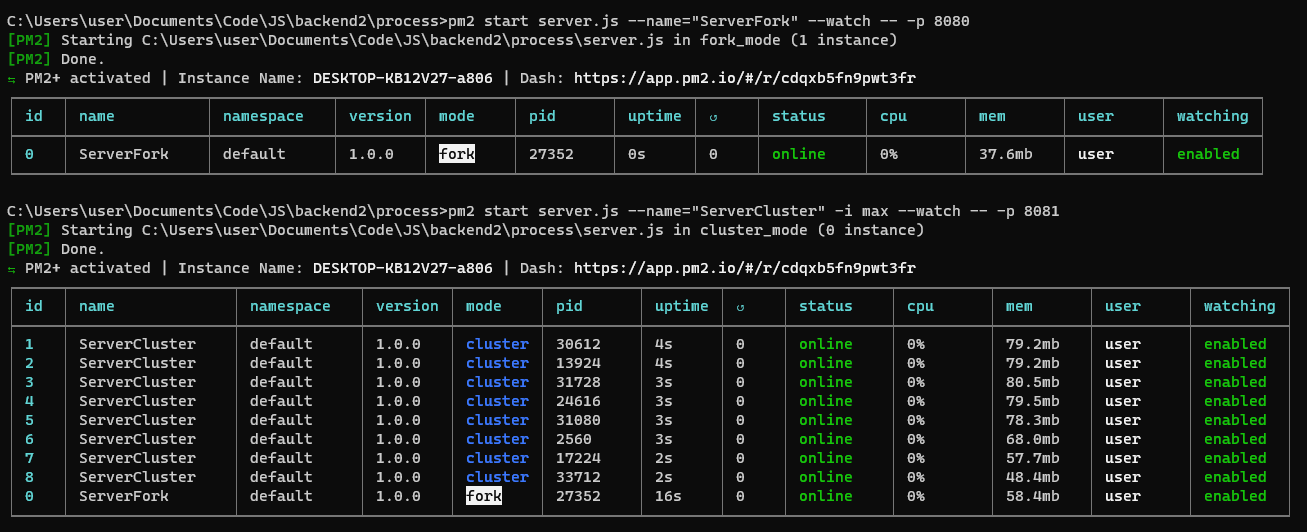 C:\Users\user\Documents\Code\JS\backend2\process>pm2 start server.js --name="ServerFork" --watch -- -p 8080
[PM2] Starting C:\Users\user\Documents\Code\JS\backend2\process\server.js in fork_mode (1 instance)
[PM2] Done.
⇆ PM2+ activated | Instance Name: DESKTOP-KB12V27-a806 | Dash: https://app.pm2.io/#/r/cdqxb5fn9pwt3fr
id name namespace version mode pid uptime ↺ status cpu mem user watching
0 ServerFork default 1.0.0 fork 27352 0s 0 online 0% 37.6mb user enabled
C:\Users\user\Documents\Code\JS\backend2\process>pm2 start server.js --name="ServerCluster" -i max --watch -- -p 8081
[PM2] Starting C:\Users\user\Documents\Code\JS\backend2\process\server.js in cluster_mode (0 instance)
[PM2] Done.
⇆ PM2+ activated | Instance Name: DESKTOP-KB12V27-a806 | Dash: https://app.pm2.io/#/r/cdqxb5fn9pwt3fr
id name namespace version mode pid uptime ↺ status cpu mem user watching
1 ServerCluster default 1.0.0 cluster 30612 4s 0 online 0% 79.2mb user enabled
2 ServerCluster default 1.0.0 cluster 13924 4s 0 online 0% 79.2mb user enabled
3 ServerCluster default 1.0.0 cluster 31728 3s 0 online 0% 80.5mb user enabled
4 ServerCluster default 1.0.0 cluster 24616 3s 0 online 0% 79.5mb user enabled
5 ServerCluster default 1.0.0 cluster 31080 3s 0 online 0% 78.3mb user enabled
6 ServerCluster default 1.0.0 cluster 2560 3s 0 online 0% 68.0mb user enabled
7 ServerCluster default 1.0.0 cluster 17224 2s 0 online 0% 57.7mb user enabled
8 ServerCluster default 1.0.0 cluster 33712 2s 0 online 0% 48.4mb user enabled
0 ServerFork default 1.0.0 fork 27352 16s 0 online 0% 58.4mb user enabled